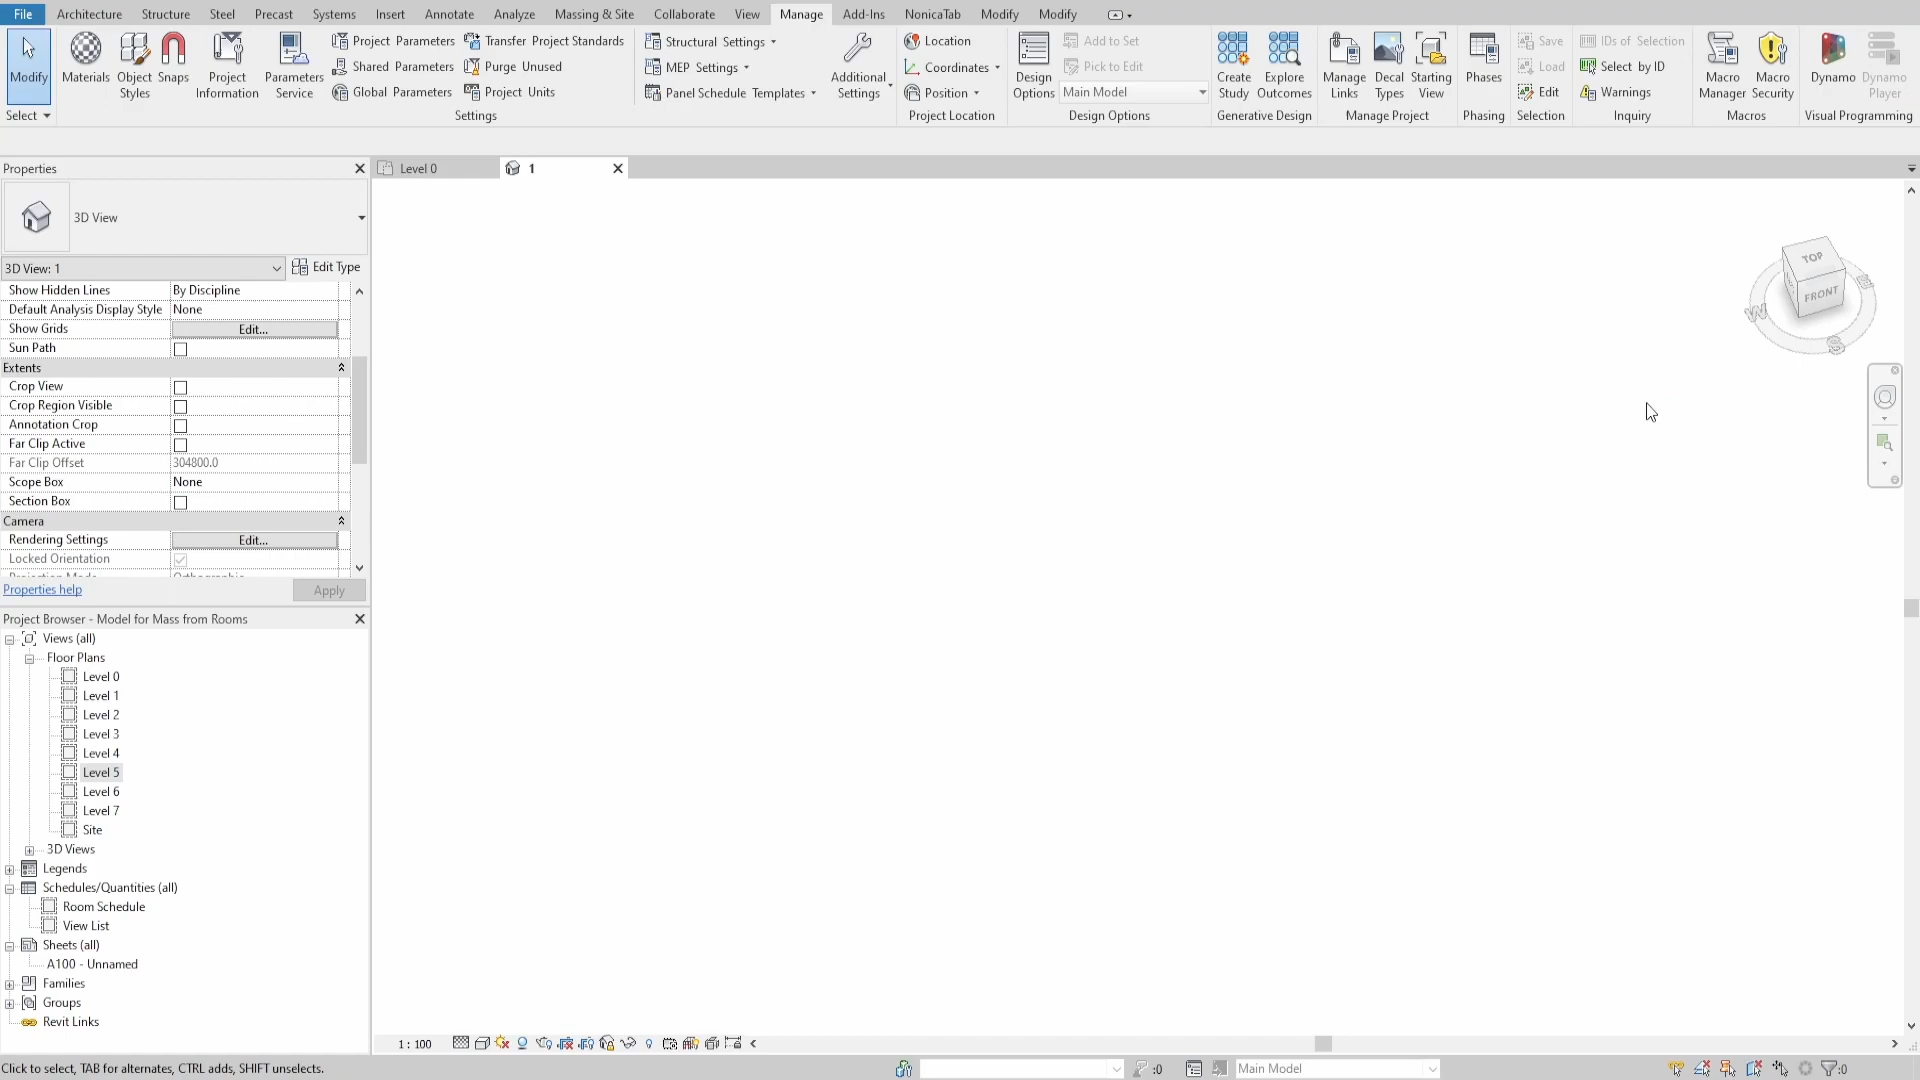 File Architecture Structure Steel Precast Systems Insert Annotate Analyze Massing & Site Collaborate View Manage Add-Ins NonicaTab Modify Modify
Modify
Materials
Object Styles
Snaps
Project Information
Parameters Service
Project Parameters
Shared Parameters
Global Parameters
Transfer Project Standards
Purge Unused
Project Units
Structural Settings
MEP Settings
Panel Schedule Templates
Additional Settings
Location
Coordinates
Position
Design Options
Add to Set
Pick to Edit
Main Model
Create Study
Explore Outcomes
Manage Links
Decal Types
Starting View
Phases
Save
Load
Edit
IDs of Selection
Select by ID
Warnings
Macro Manager
Macro Security
Dynamo
Dynamo Player
Select
Settings
Project Location
Design Options
Generative Design
Manage Project
Phasing
Selection
Inquiry
Macros
Visual Programming
Properties
3D View
3D View: 1
Edit Type
Show Hidden Lines By Discipline
Default Analysis Display Style None
Show Grids Edit...
Sun Path
Extents
Crop View
Crop Region Visible
Annotation Crop
Far Clip Active
Far Clip Offset 304800.0
Scope Box None
Section Box
Camera
Rendering Settings Edit...
Locked Orientation
Projection Mode Orthographic
Properties help
Apply
Project Browser - Model for Mass from Rooms
Views (all)
Floor Plans
Level 0
Level 1
Level 2
Level 3
Level 4
Level 5
Level 6
Level 7
Site
3D Views
Legends
Schedules/Quantities (all)
Room Schedule
View List
Sheets (all)
A100 - Unnamed
Families
Groups
Revit Links
Level 0
1
TOP
FRONT
W
S
E
1 : 100
Click to select, TAB for alternates, CTRL adds, SHIFT unselects.
:0
Main Model
:0